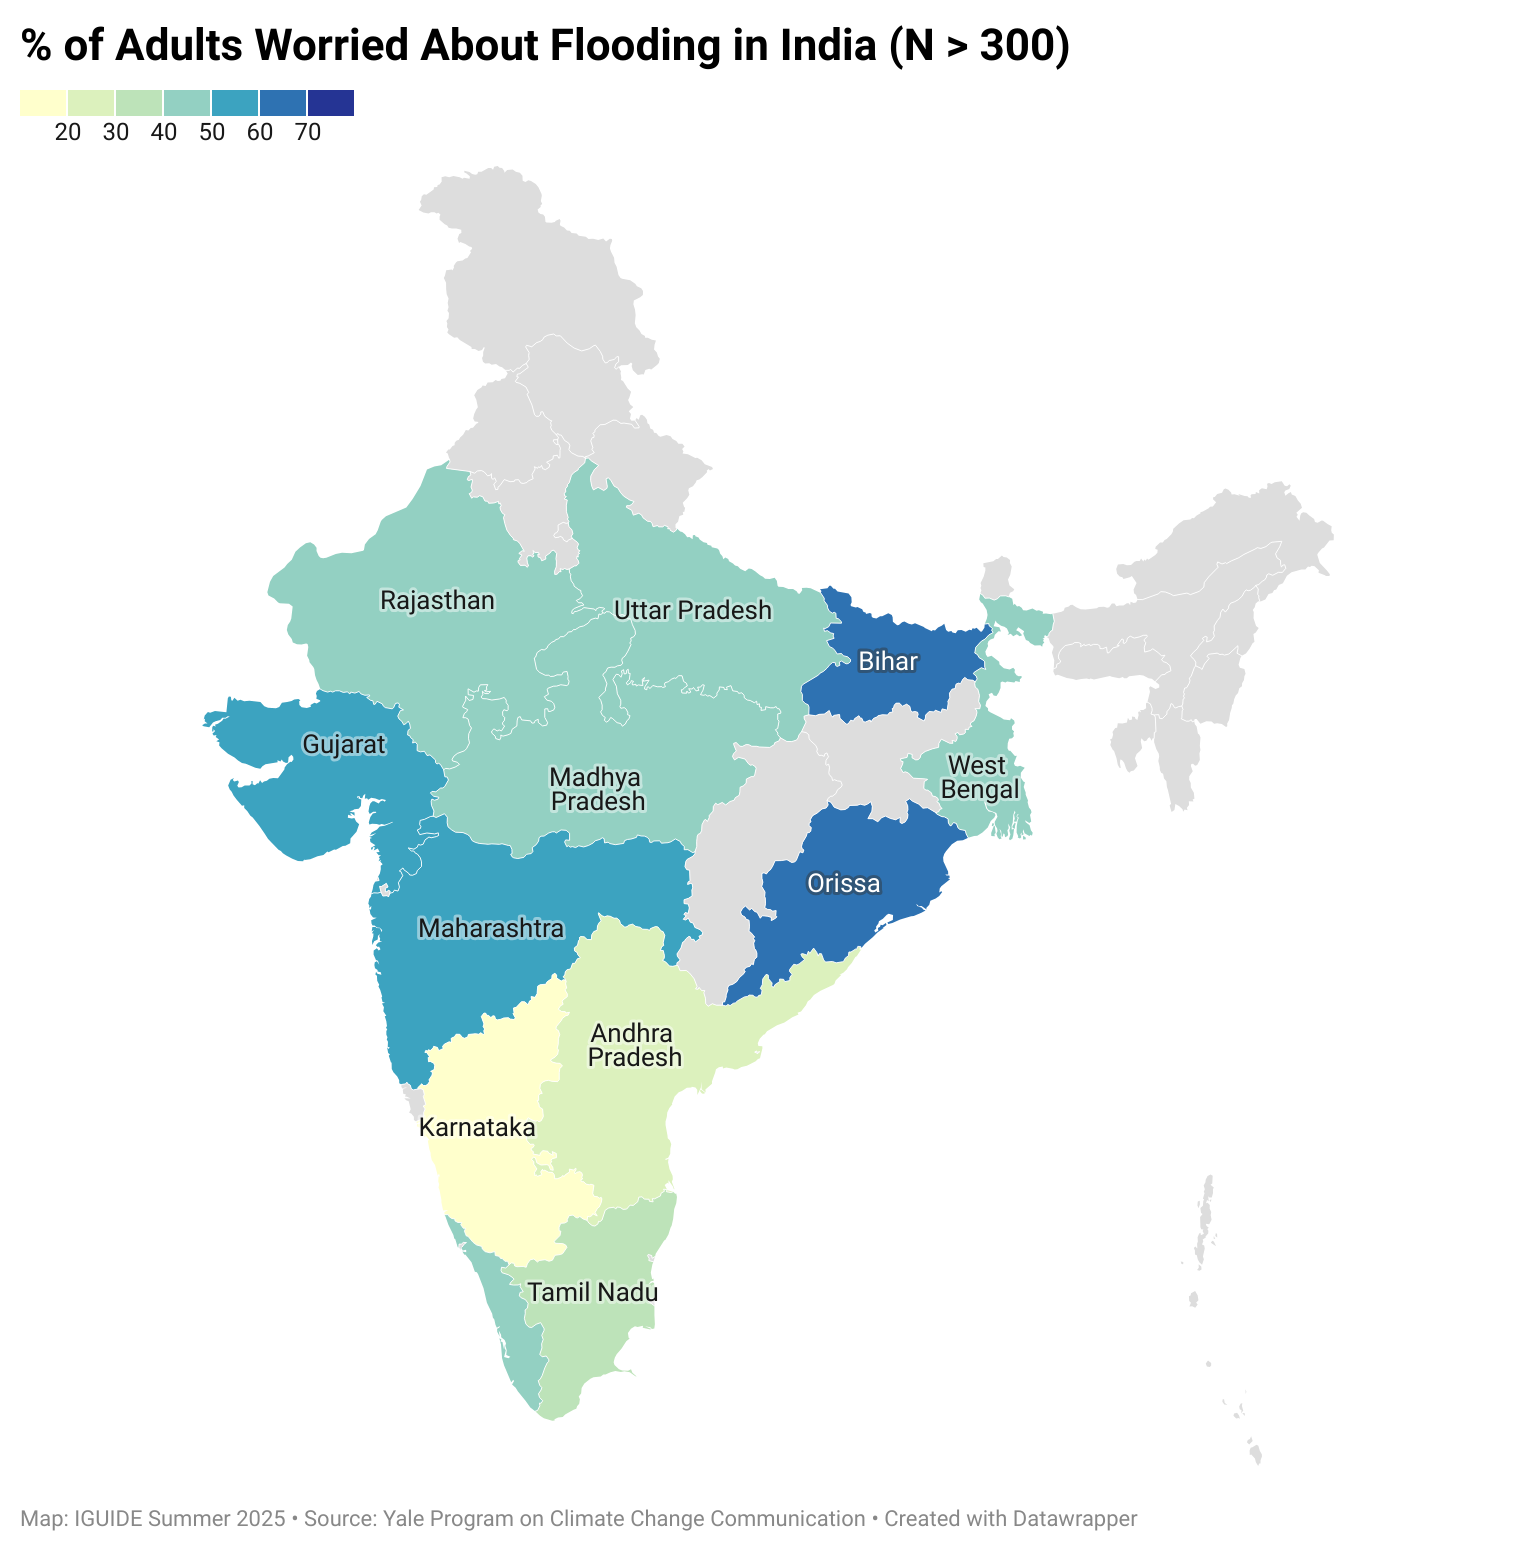 % of Adults Worried About Flooding in India (N > 300)
20 30 40 50 60 70
Rajasthan
Uttar Pradesh
Bihar
Gujarat
Madhya
Pradesh
West
Bengal
Orissa
Maharashtra
Andhra
Pradesh
Karnataka
Tamil Nadu
Map: IGUIDE Summer 2025 • Source: Yale Program on Climate Change Communication • Created with Datawrapper